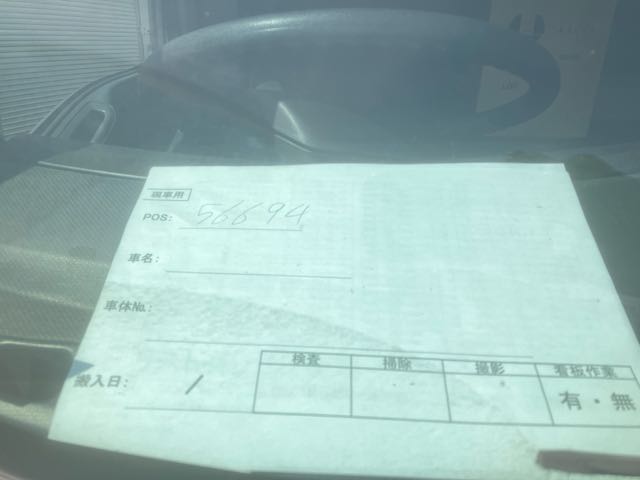 現車用
POS: 56694
車名:
車体No.:
搬入日: /
検査 掃除 撮影 看板作業
有・無